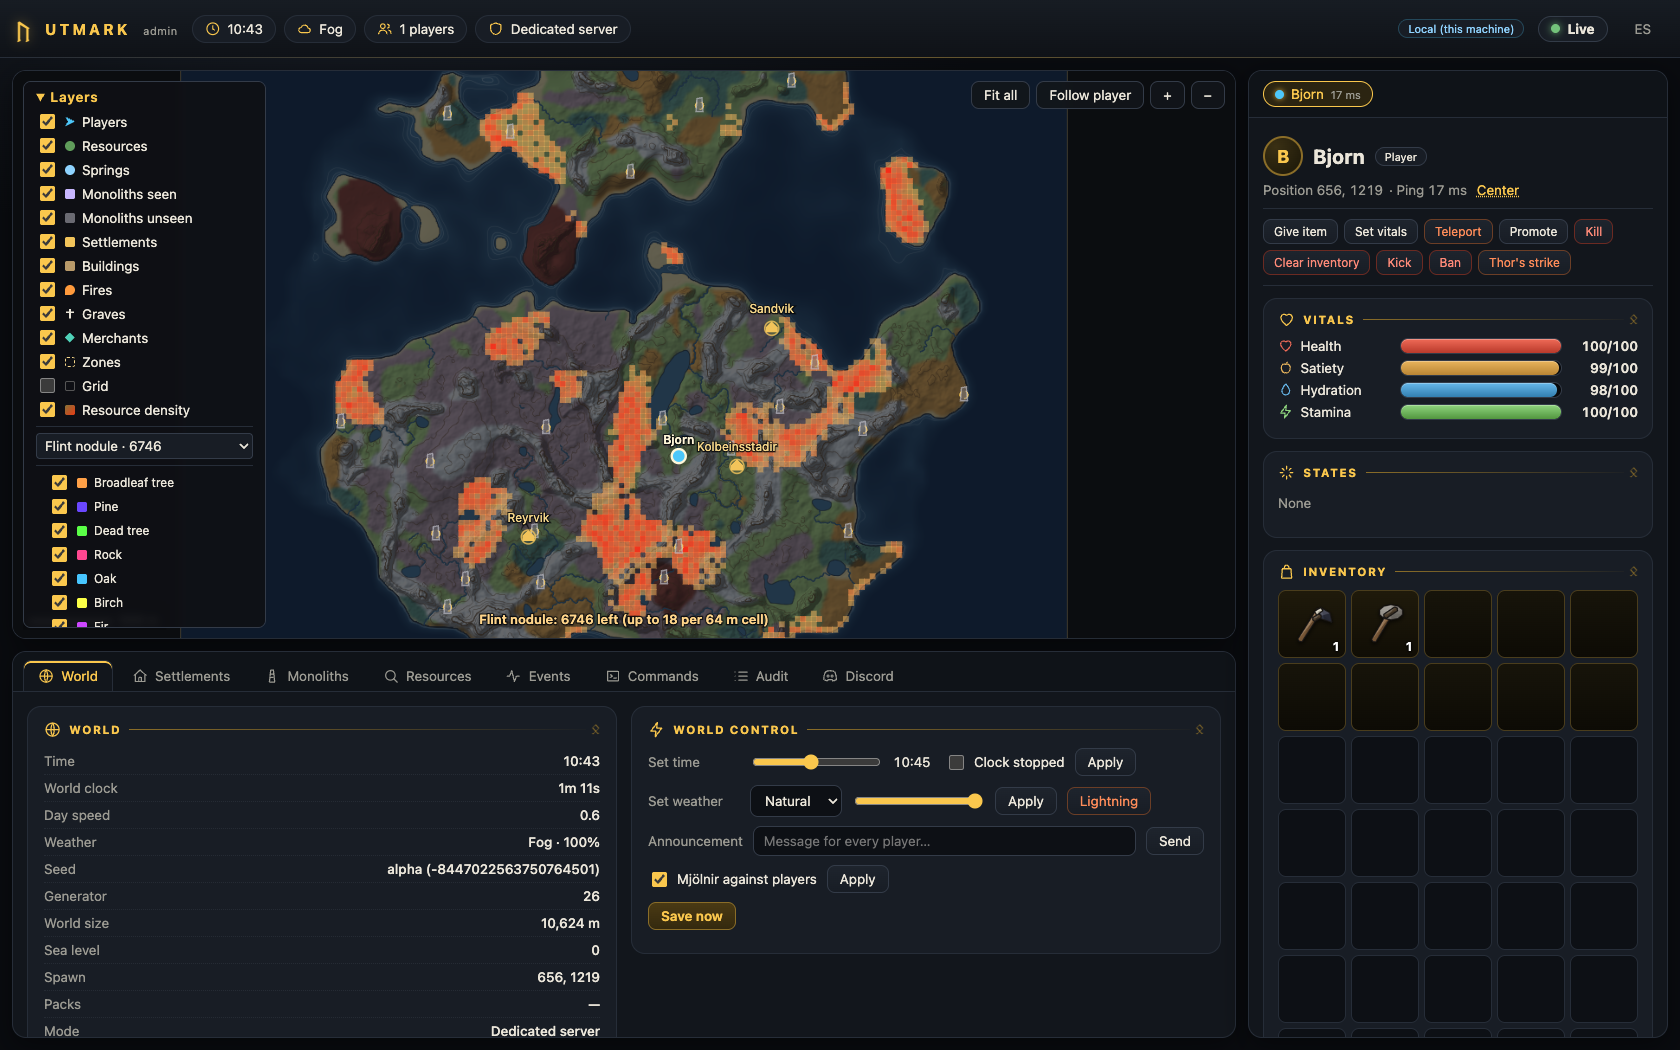 UTMARK admin 10:43 Fog 1 players Dedicated server Local (this machine) Live ES
Layers
Players
Resources
Springs
Monoliths seen
Monoliths unseen
Settlements
Buildings
Fires
Graves
Merchants
Zones
Grid
Resource density
Flint nodule · 6746
Broadleaf tree
Pine
Dead tree
Rock
Oak
Birch
Fir
Fit all Follow player + −
Sandvik
Bjorn
Kolbeinsstadir
Reyrvik
Flint nodule: 6746 left (up to 18 per 64 m cell)
World Settlements Monoliths Resources Events Commands Audit Discord
WORLD
Time 10:43
World clock 1m 11s
Day speed 0.6
Weather Fog · 100%
Seed alpha (-8447022563750764501)
Generator 26
World size 10,624 m
Sea level 0
Spawn 656, 1219
Packs —
Mode Dedicated server
WORLD CONTROL
Set time 10:45 Clock stopped Apply
Set weather Natural Apply Lightning
Announcement Message for every player... Send
Mjölnir against players Apply
Save now
Bjorn 17 ms
B Bjorn Player
Position 656, 1219 · Ping 17 ms Center
Give item Set vitals Teleport Promote Kill
Clear inventory Kick Ban Thor's strike
VITALS
Health 100/100
Satiety 99/100
Hydration 98/100
Stamina 100/100
STATES
None
INVENTORY
1 1